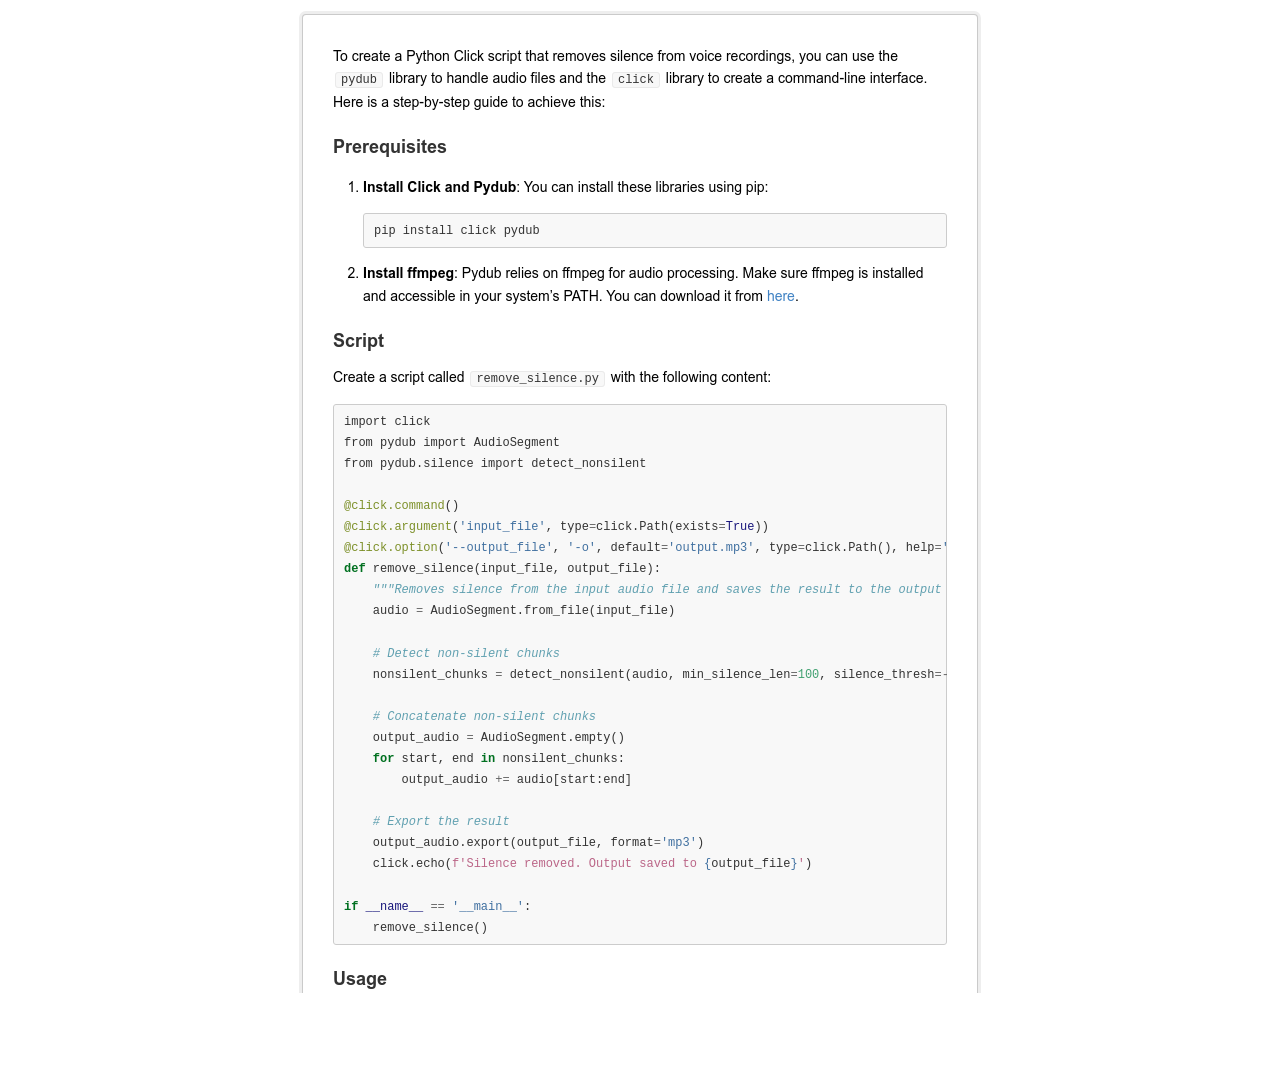 To create a Python Click script that removes silence from voice recordings, you can use the
pydub library to handle audio files and the click library to create a command-line interface.
Here is a step-by-step guide to achieve this:
Prerequisites
1. Install Click and Pydub: You can install these libraries using pip:
pip install click pydub
2. Install ffmpeg: Pydub relies on ffmpeg for audio processing. Make sure ffmpeg is installed
and accessible in your system’s PATH. You can download it from here.
Script
Create a script called remove_silence.py with the following content:
import click
from pydub import AudioSegment
from pydub.silence import detect_nonsilent
@click.command()
@click.argument('input_file', type=click.Path(exists=True))
@click.option('--output_file', '-o', default='output.mp3', type=click.Path(), help='
def remove_silence(input_file, output_file):
    """Removes silence from the input audio file and saves the result to the output
    audio = AudioSegment.from_file(input_file)
    # Detect non-silent chunks
    nonsilent_chunks = detect_nonsilent(audio, min_silence_len=100, silence_thresh=-
    # Concatenate non-silent chunks
    output_audio = AudioSegment.empty()
    for start, end in nonsilent_chunks:
        output_audio += audio[start:end]
    # Export the result
    output_audio.export(output_file, format='mp3')
    click.echo(f'Silence removed. Output saved to {output_file}')
if __name__ == '__main__':
    remove_silence()
Usage